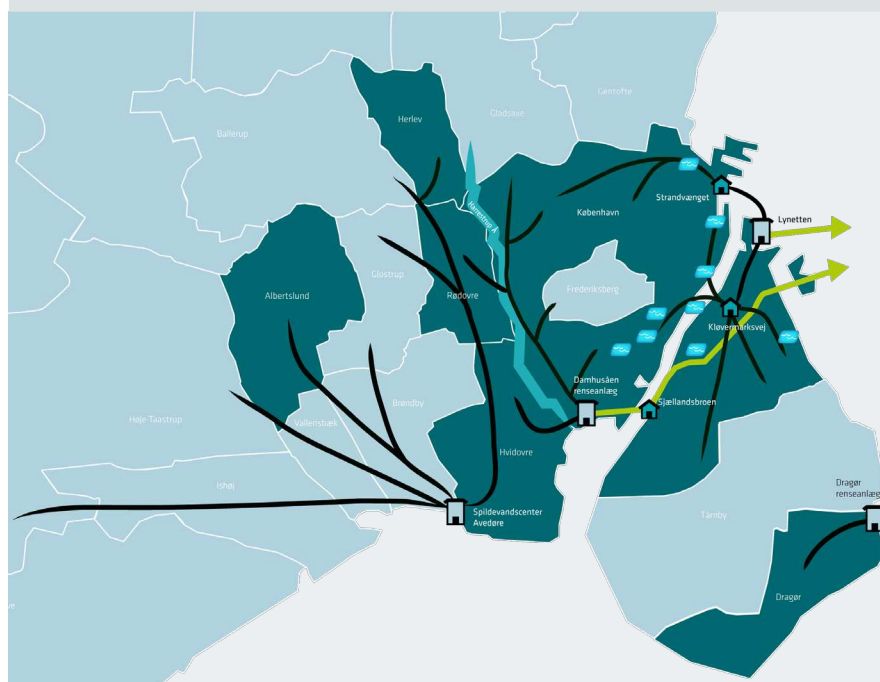 Gentofte
Gladsaxe
Herlev
Ballerup
Harrestrup Å
København
Strandvænget
Lynetten
Glostrup
Albertslund
Rødovre
Frederiksberg
Kløvermarksvej
Damhusåen
renseanlæg
Sjællandsbroen
Brøndby
Vallensbæk
Høje-Taastrup
Hvidovre
Ishøj
Spildevandscenter
Avedøre
Dragør
renseanlæg
Tårnby
Dragør